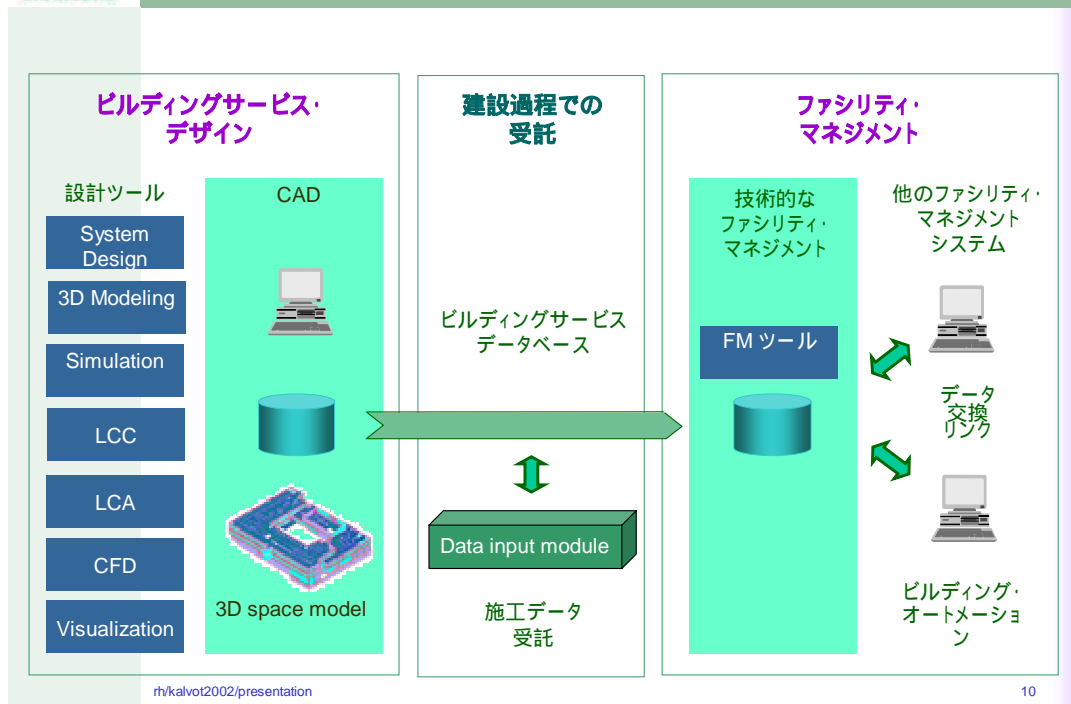 ビルディングサービス・
デザイン
設計ツール
System
Design
3D Modeling
Simulation
LCC
LCA
CFD
Visualization
CAD
3D space model
建設過程での
受託
ビルディングサービス
データベース
Data input module
施工データ
受託
ファシリティ・
マネジメント
技術的な
ファシリティ・
マネジメント
FM ツール
他のファシリティ・
マネジメント
システム
データ
交換
リンク
ビルディング・
オートメーショ
ン
rh/kalvot2002/presentation
10